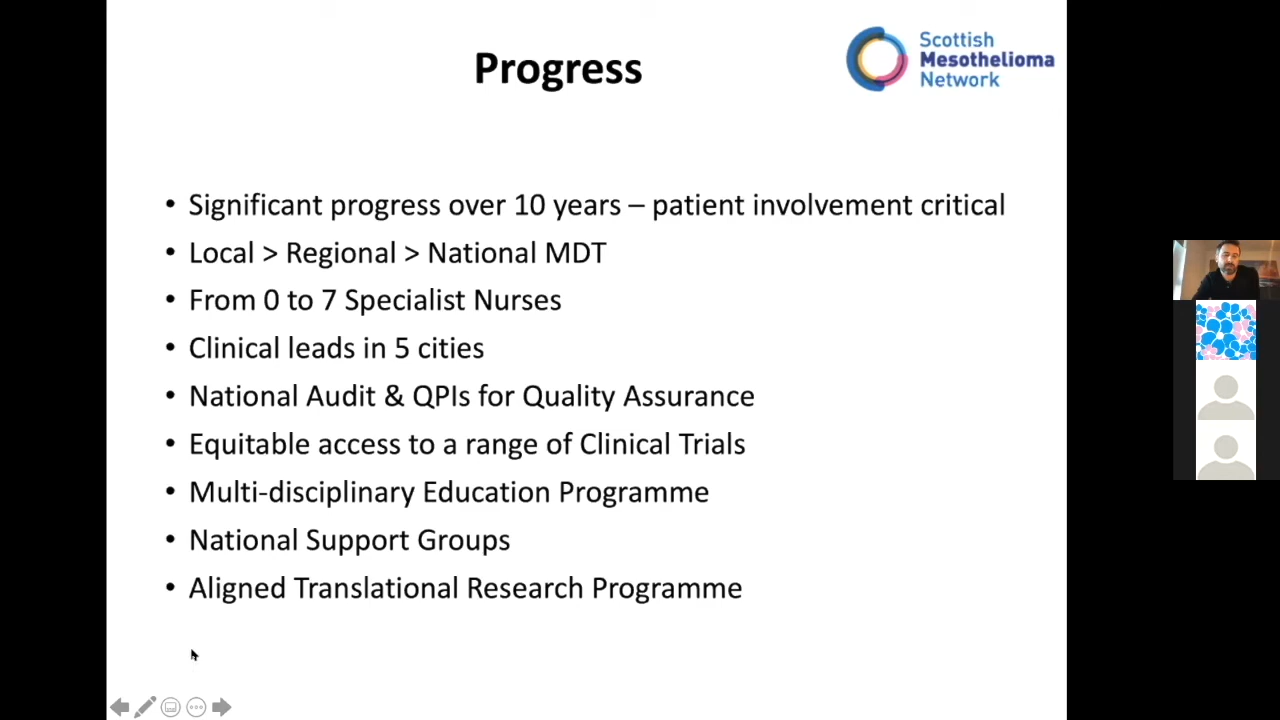 Progress
Scottish
Mesothelioma
Network
• Significant progress over 10 years – patient involvement critical
• Local > Regional > National MDT
• From 0 to 7 Specialist Nurses
• Clinical leads in 5 cities
• National Audit & QPIs for Quality Assurance
• Equitable access to a range of Clinical Trials
• Multi-disciplinary Education Programme
• National Support Groups
• Aligned Translational Research Programme